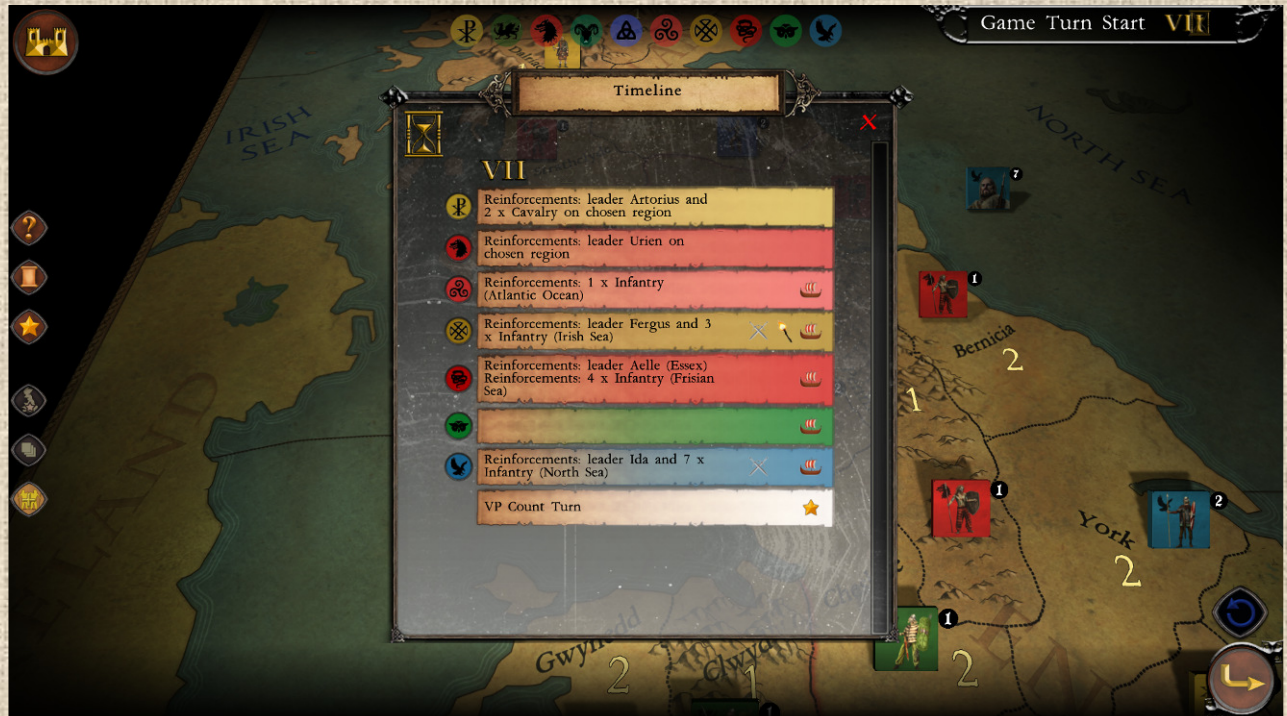 Game Turn Start VII
Timeline
IRISH
SEA
NORTH SEA
7
VII
Reinforcements: leader Artorius and
2 x Cavalry on chosen region
Reinforcements: leader Urien on
chosen region
Reinforcements: 1 x Infantry
(Atlantic Ocean)
Reinforcements: leader Fergus and 3
x Infantry (Irish Sea)
Reinforcements: leader Aelle (Essex)
Reinforcements: 4 x Infantry (Frisian
Sea)
Reinforcements: leader Ida and 7 x
Infantry (North Sea)
VP Count Turn
1
Bernicia
2
1
1
2
York
2
1
2
Gwynedd
2
Clwyd
1
1
?